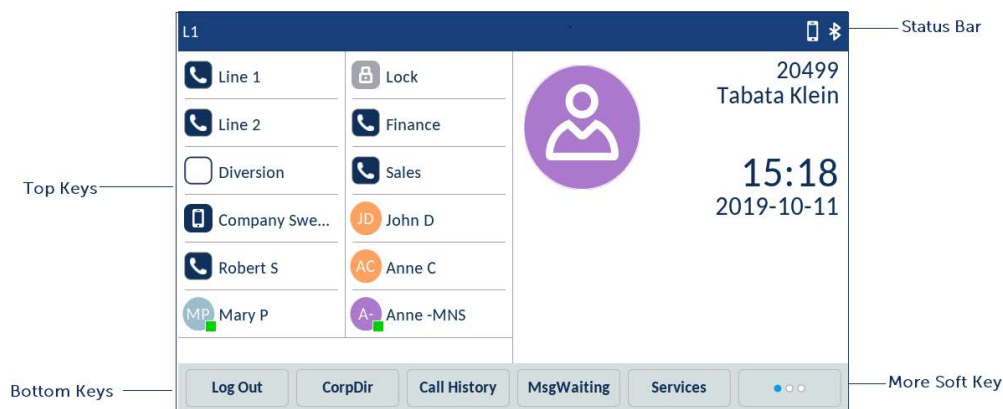 L1
Status Bar
Line 1
Lock
20499
Tabata Klein
Line 2
Finance
Diversion
Sales
15:18
2019-10-11
Top Keys
Company Swe...
JD John D
Robert S
AC Anne C
MP Mary P
A- Anne -MNS
Bottom Keys
Log Out
CorpDir
Call History
MsgWaiting
Services
More Soft Key